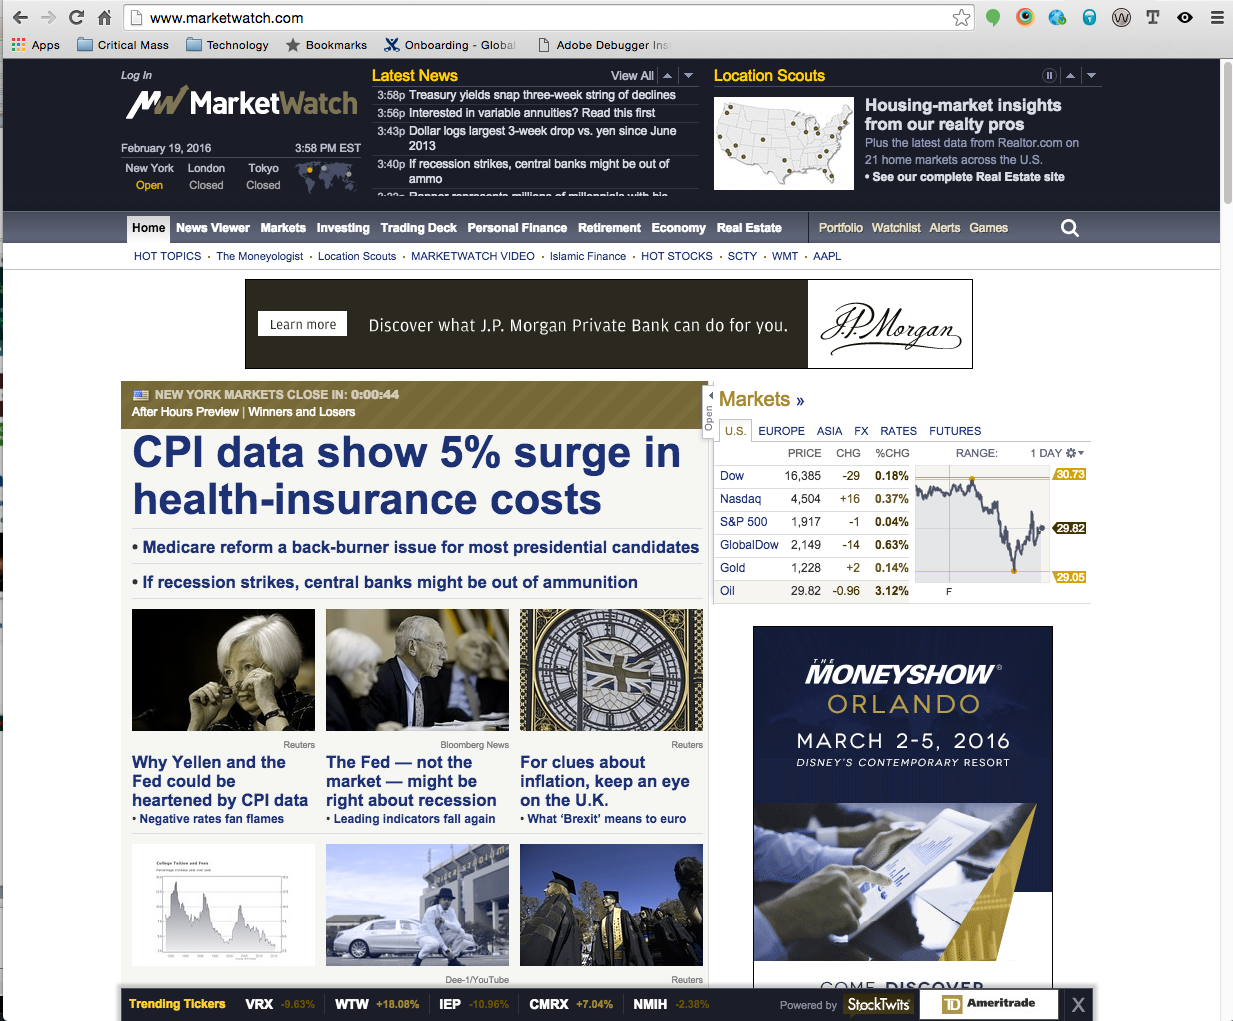 www.marketwatch.com
Apps Critical Mass Technology Bookmarks Onboarding - Global Adobe Debugger Ins
Log In
MarketWatch
February 19, 2016 3:58 PM EST
New York London Tokyo
Open Closed Closed
Latest News View All
3:58p Treasury yields snap three-week string of declines
3:56p Interested in variable annuities? Read this first
3:43p Dollar logs largest 3-week drop vs. yen since June
2013
3:40p If recession strikes, central banks might be out of
ammo
Location Scouts
Housing-market insights
from our realty pros
Plus the latest data from Realtor.com on
21 home markets across the U.S.
• See our complete Real Estate site
Home News Viewer Markets Investing Trading Deck Personal Finance Retirement Economy Real Estate Portfolio Watchlist Alerts Games
HOT TOPICS · The Moneyologist · Location Scouts · MARKETWATCH VIDEO · Islamic Finance · HOT STOCKS · SCTY · WMT · AAPL
Learn more Discover what J.P. Morgan Private Bank can do for you. J.P. Morgan
NEW YORK MARKETS CLOSE IN: 0:00:44
After Hours Preview | Winners and Losers
CPI data show 5% surge in
health-insurance costs
• Medicare reform a back-burner issue for most presidential candidates
• If recession strikes, central banks might be out of ammunition
Reuters
Why Yellen and the
Fed could be
heartened by CPI data
• Negative rates fan flames
Bloomberg News
The Fed — not the
market — might be
right about recession
• Leading indicators fall again
Reuters
For clues about
inflation, keep an eye
on the U.K.
• What ‘Brexit’ means to euro
College Tuition and Fees
Dee-1/YouTube
Reuters
Open
Markets »
U.S. EUROPE ASIA FX RATES FUTURES
PRICE CHG %CHG RANGE: 1 DAY
Dow 16,385 -29 0.18%
Nasdaq 4,504 +16 0.37%
S&P 500 1,917 -1 0.04%
GlobalDow 2,149 -14 0.63%
Gold 1,228 +2 0.14%
Oil 29.82 -0.96 3.12%
30.73
29.82
29.05
F
THE
MONEYSHOW®
ORLANDO
MARCH 2-5, 2016
DISNEY'S CONTEMPORARY RESORT
COME DISCOVER
Trending Tickers VRX -9.63% WTW +18.08% IEP -10.96% CMRX +7.04% NMIH -2.38% Powered by StockTwits TD Ameritrade X